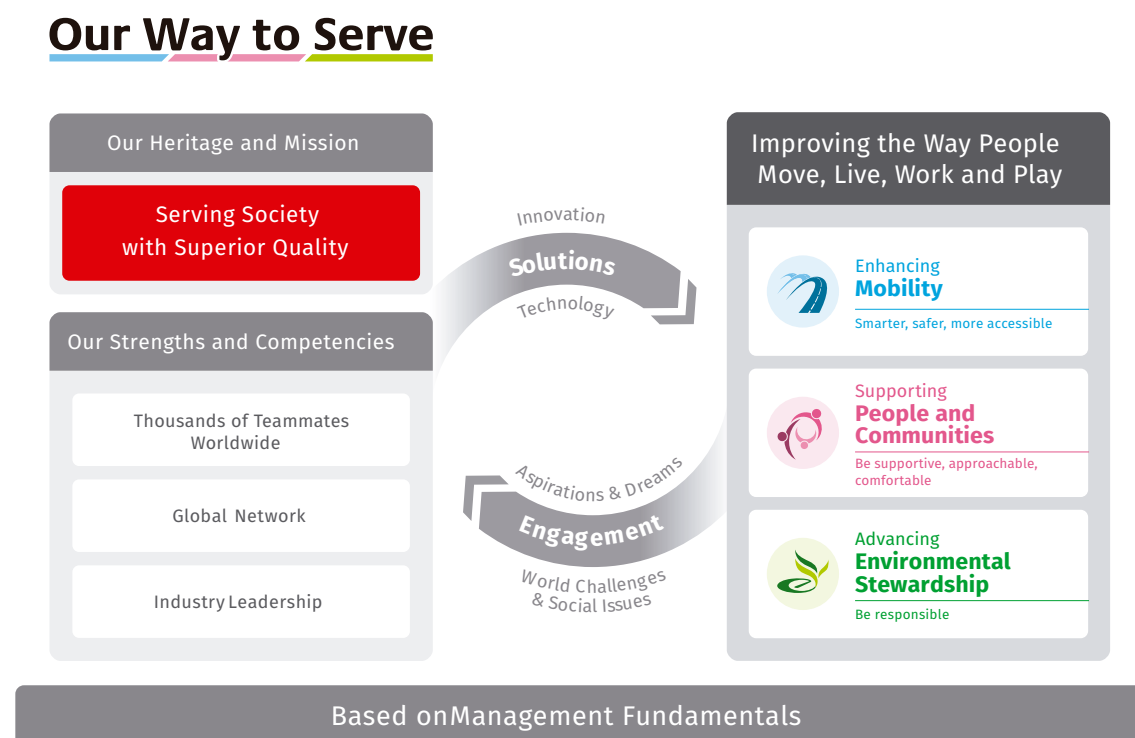 Our Way to Serve
Our Heritage and Mission
Serving Society
with Superior Quality
Our Strengths and Competencies
Thousands of Teammates
Worldwide
Global Network
Industry Leadership
Innovation
Solutions
Technology
Aspirations & Dreams
Engagement
World Challenges
& Social Issues
Improving the Way People
Move, Live, Work and Play
Enhancing
Mobility
Smarter, safer, more accessible
Supporting
People and
Communities
Be supportive, approachable,
comfortable
Advancing
Environmental
Stewardship
Be responsible
Based onManagement Fundamentals